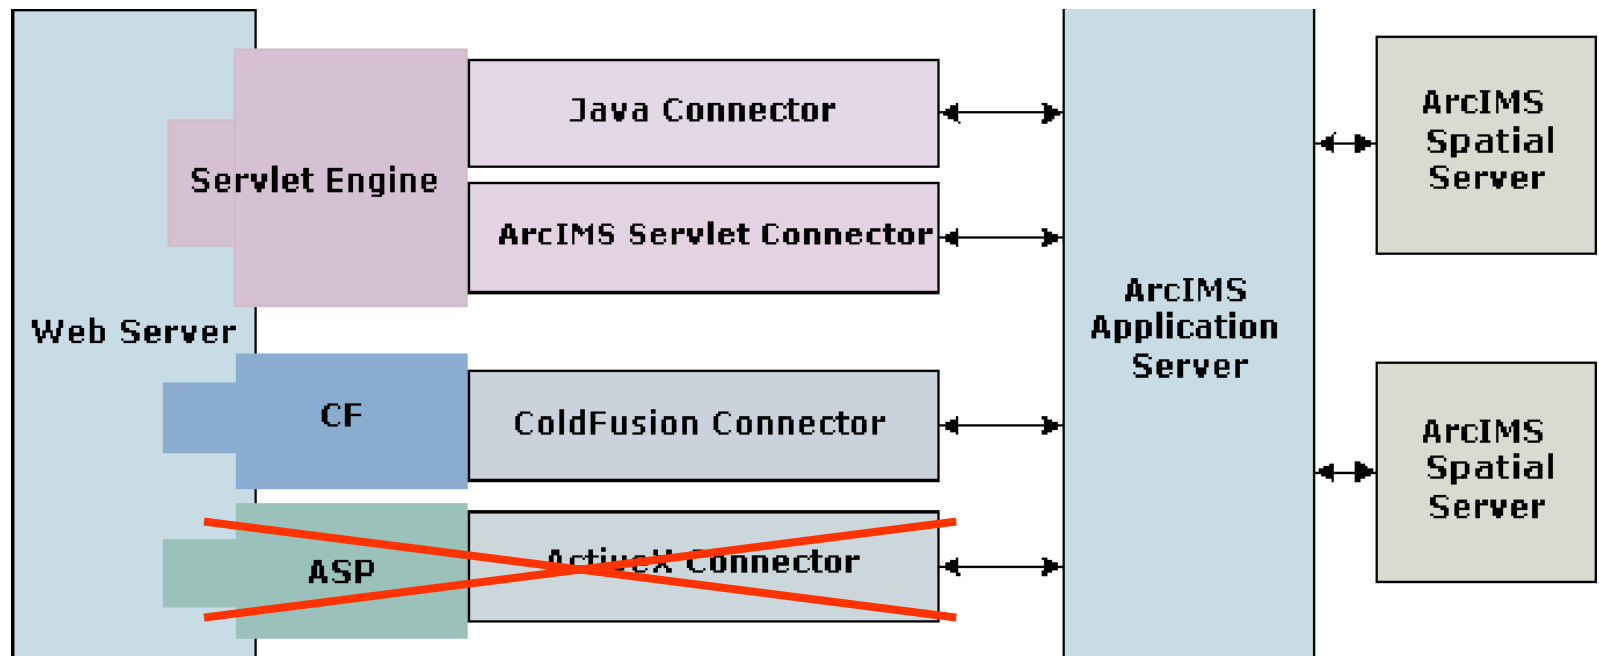 Web Server
Servlet Engine
Java Connector
ArcIMS Servlet Connector
CF
ColdFusion Connector
ASP
ActiveX Connector
ArcIMS
Application
Server
ArcIMS
Spatial
Server
ArcIMS
Spatial
Server